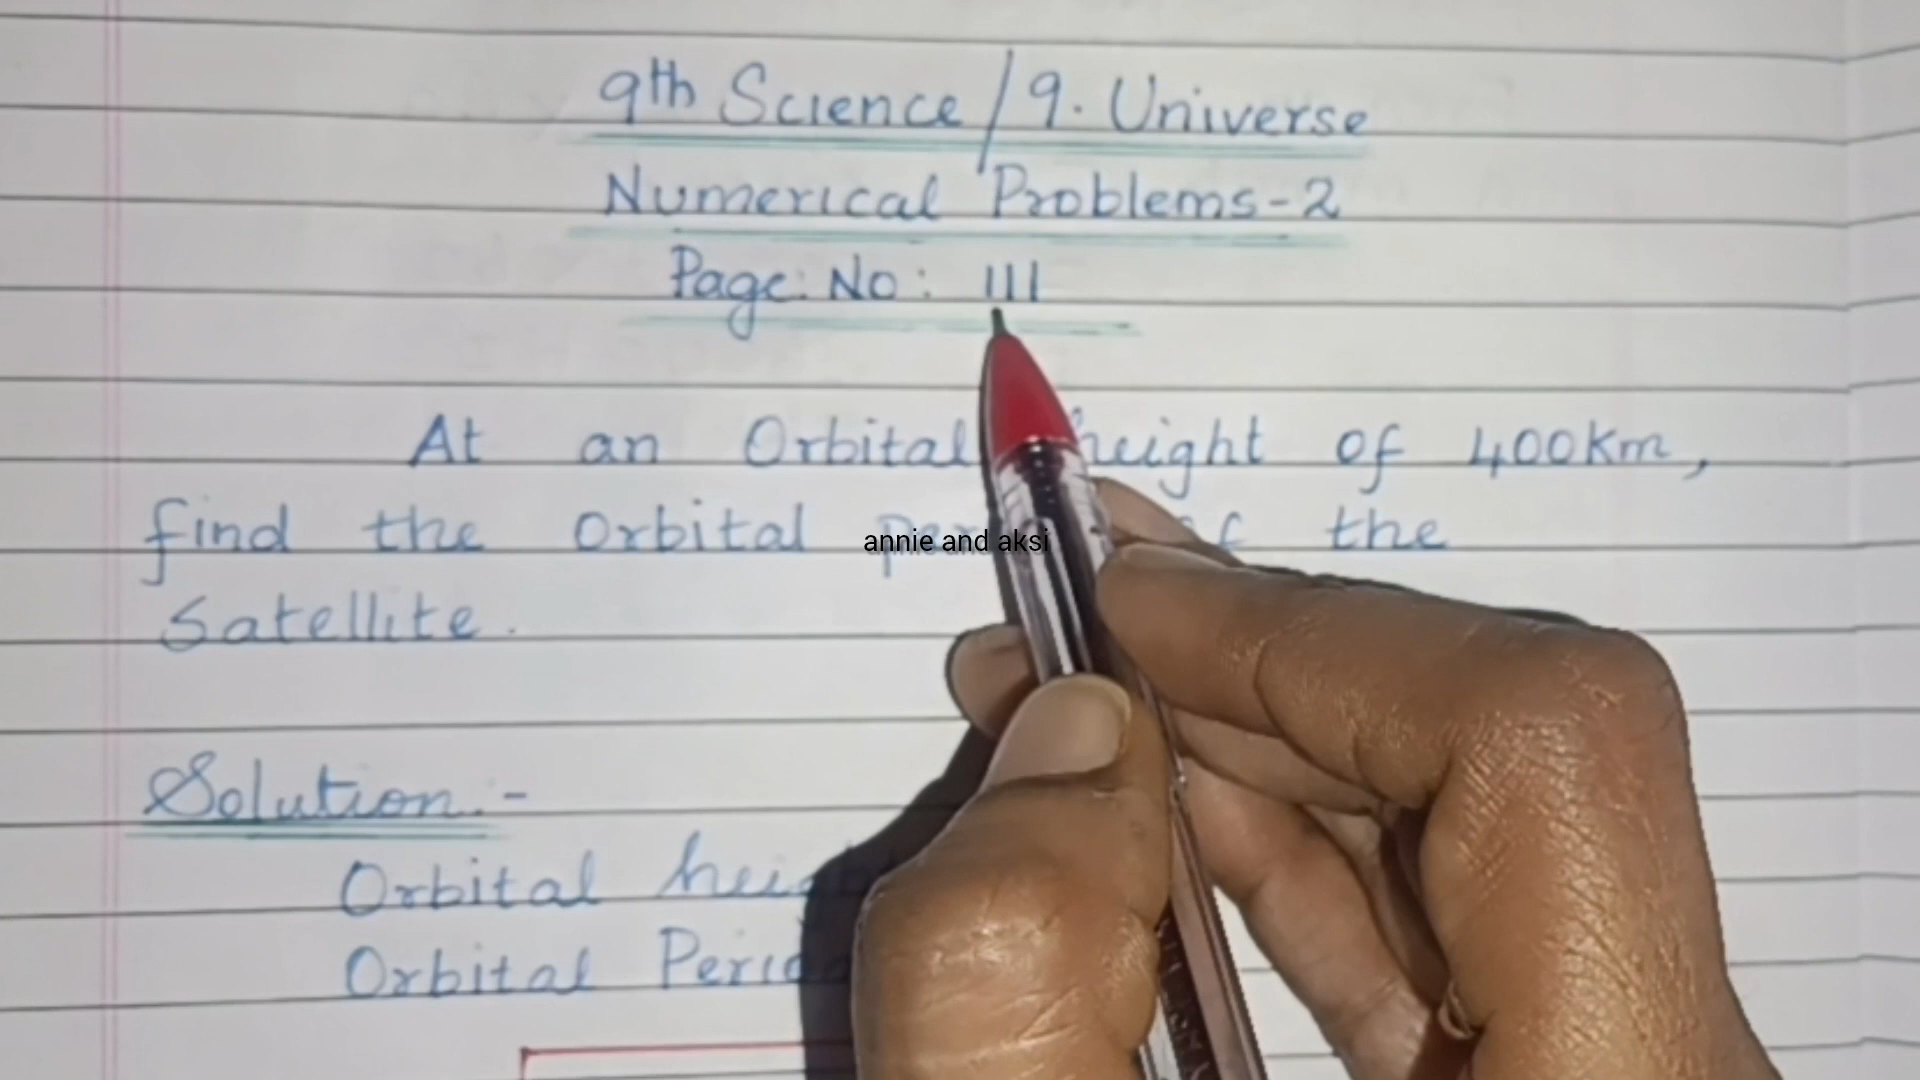 9th Science / 9. Universe
Numerical Problems-2
Page: No: 111
At an Orbital height of 400km,
find the Orbital of the
annie and aksi
Satellite.
Solution:-
Orbital
Orbital